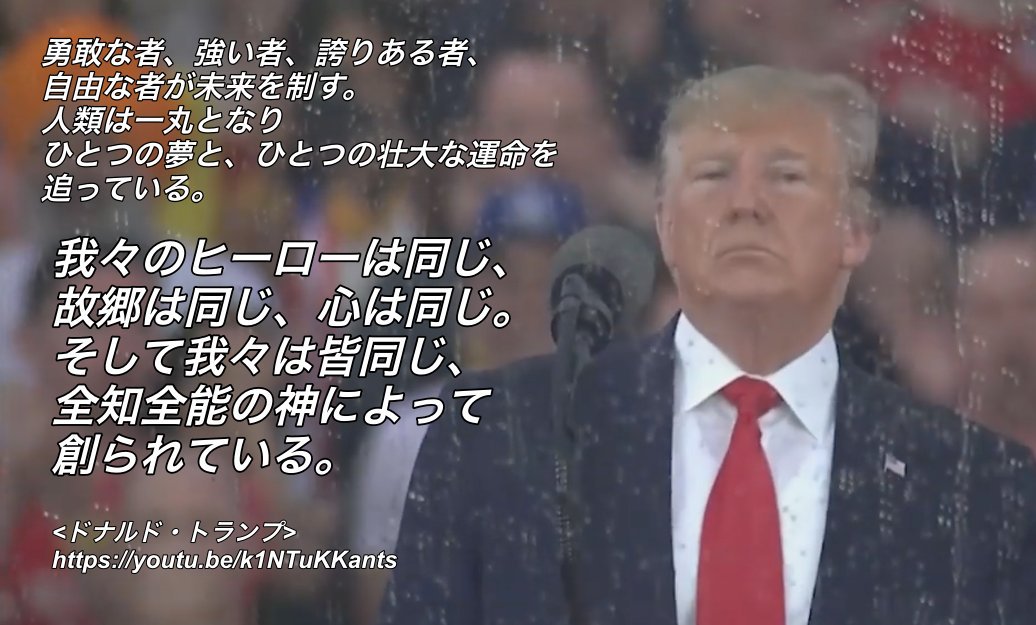 勇敢な者、強い者、誇りある者、
自由な者が未来を制す。
人類は一丸となり
ひとつの夢と、ひとつの壮大な運命を
追っている。
我々のヒーローは同じ、
故郷は同じ、心は同じ。
そして我々は皆同じ、
全知全能の神によって
創られている。
<ドナルド・トランプ>
https://youtu.be/k1NTuKKants